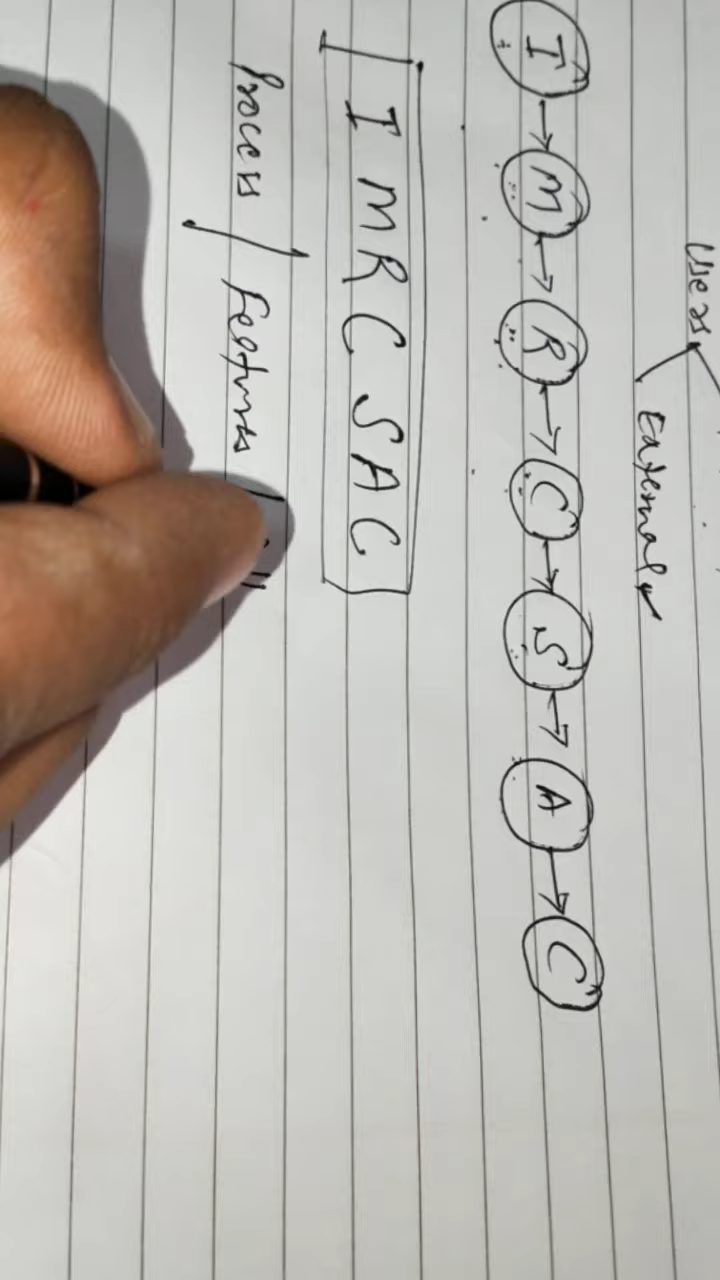 Users
External
I → M → R → C → S → A → C
I M R C S A C
Process / features